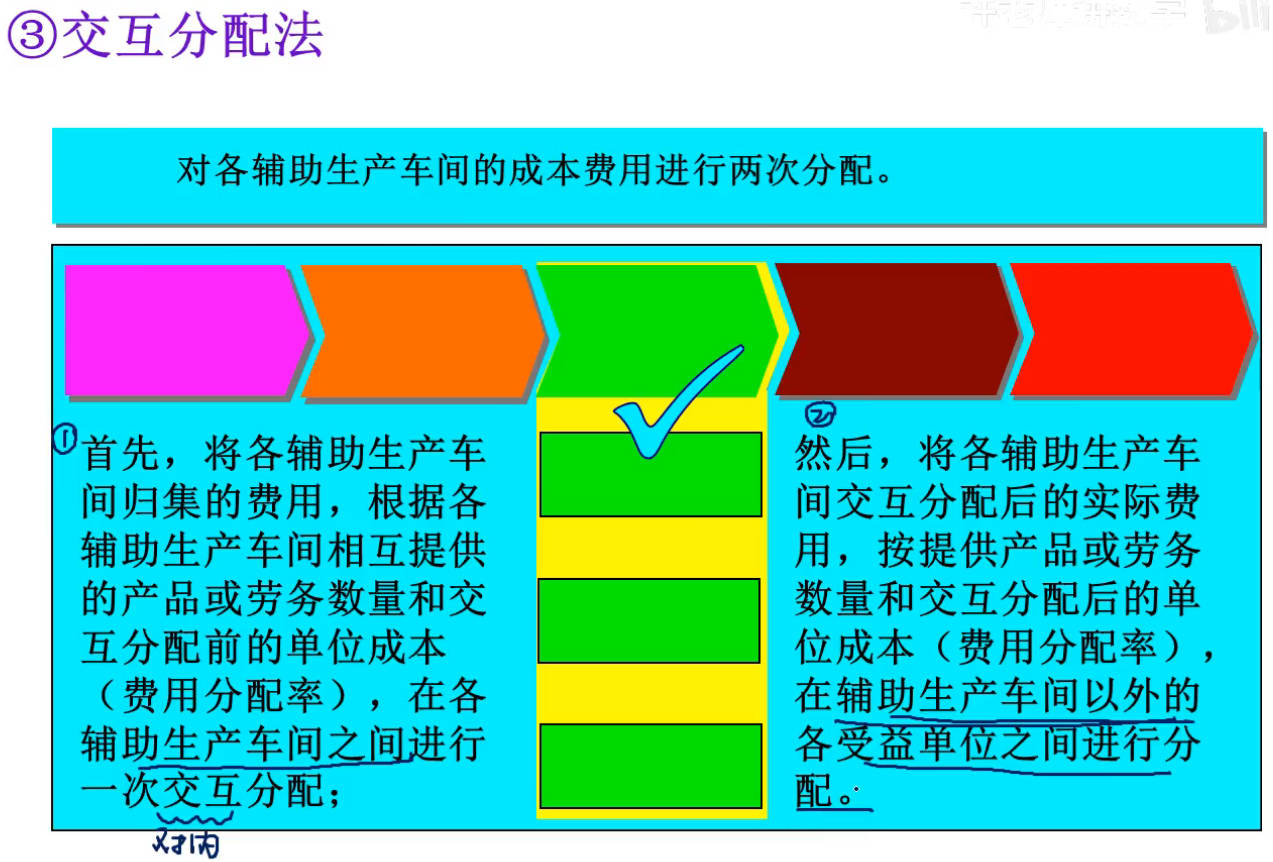 ③交互分配法
对各辅助生产车间的成本费用进行两次分配。
①
首先，将各辅助生产车
间归集的费用，根据各
辅助生产车间相互提供
的产品或劳务数量和交
互分配前的单位成本
（费用分配率），在各
辅助生产车间之间进行
一次交互分配；
对内
②
然后，将各辅助生产车
间交互分配后的实际费
用，按提供产品或劳务
数量和交互分配后的单
位成本（费用分配率），
在辅助生产车间以外的
各受益单位之间进行分
配。